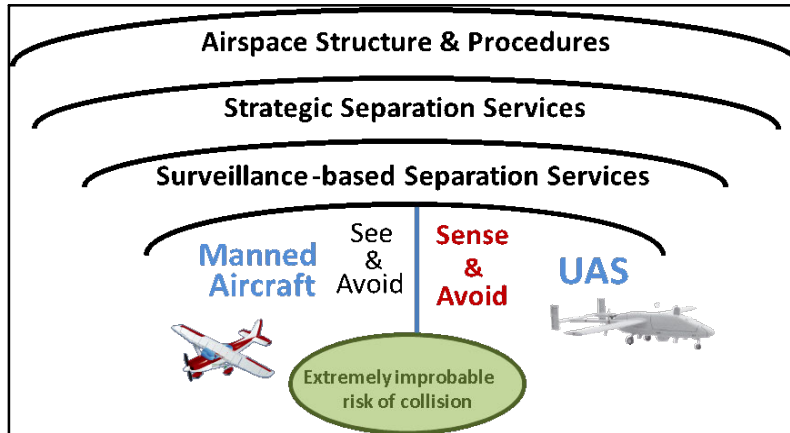 Airspace Structure & Procedures
Strategic Separation Services
Surveillance-based Separation Services
Manned
Aircraft
See
&
Avoid
Sense
&
Avoid
UAS
Extremely improbable
risk of collision